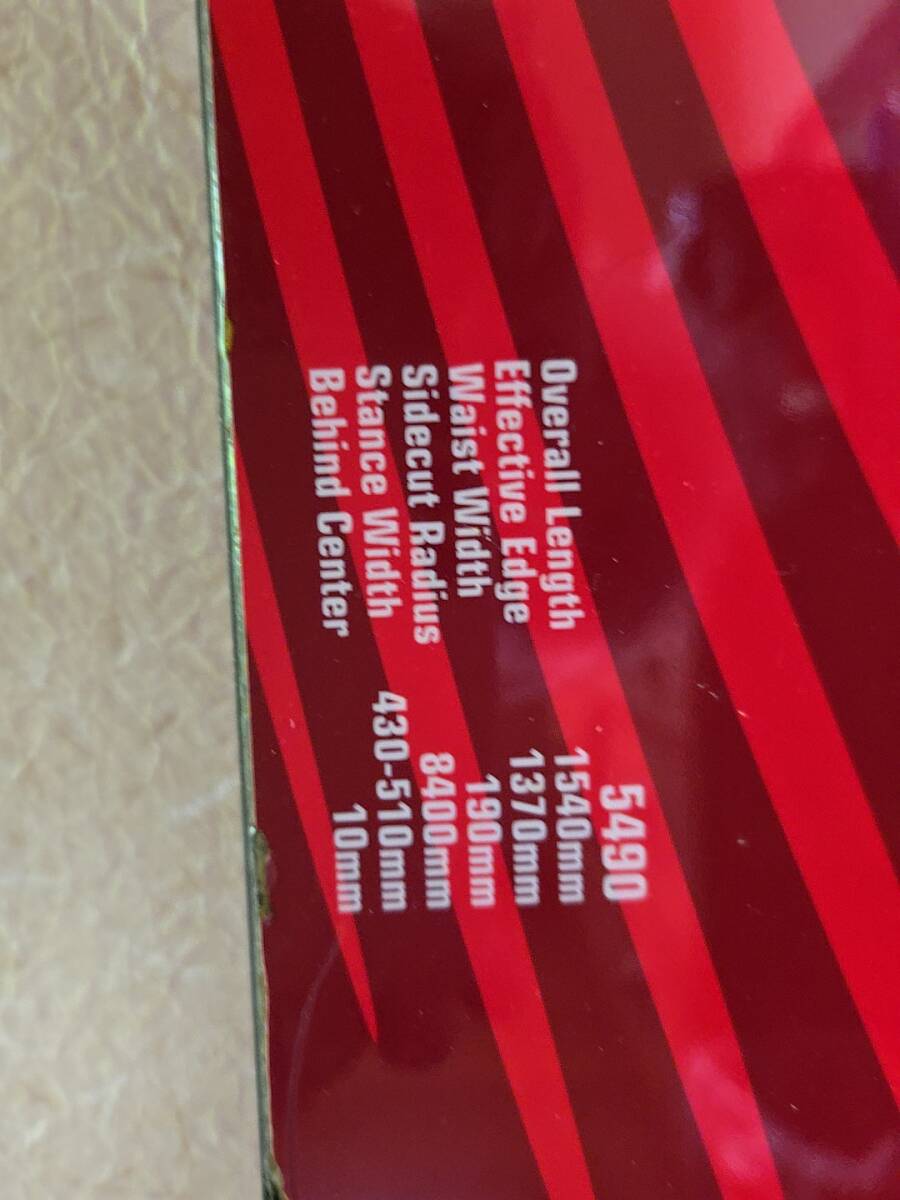 5490
Overall Length 1540mm
Effective Edge 1370mm
Waist Width 190mm
Sidecut Radius 8400mm
Stance Width 430-510mm
Behind Center 10mm